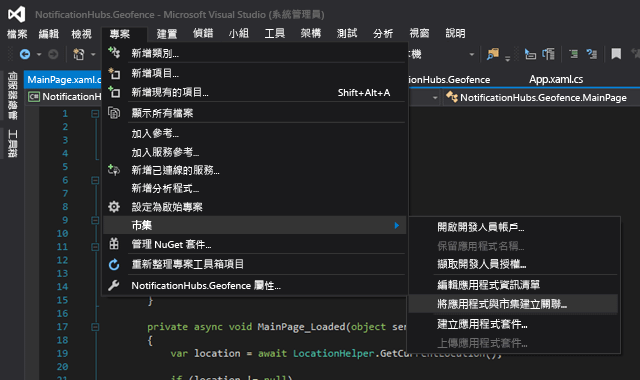 NotificationHubs.Geofence - Microsoft Visual Studio (系統管理員)
檔案 編輯 檢視 專案 建置 偵錯 小組 工具 架構 測試 分析 視窗 說明
MainPage.xaml.c
onHubs.Geofence App.xaml.cs
NotificationH
NotificationHubs.Geofence.MainPage
伺服器總管
工具箱
新增類別...
新增項目...
新增現有的項目... Shift+Alt+A
顯示所有檔案
加入參考...
加入服務參考...
新增已連線的服務...
新增分析程式...
設定為啟始專案
市集
管理 NuGet 套件...
重新整理專案工具箱項目
NotificationHubs.Geofence 屬性...
開啟開發人員帳戶...
保留應用程式名稱...
擷取開發人員授權...
編輯應用程式資訊清單
將應用程式與市集建立關聯...
建立應用程式套件...
上傳應用程式套件...
1
2
3
4
6
7
8
9
10
11
12
13
14
15
16 }
17 private async void MainPage_Loaded(object se
18 {
19 var location = await LocationHelper.GetCurrentLocation();
20
21 if (location != null)